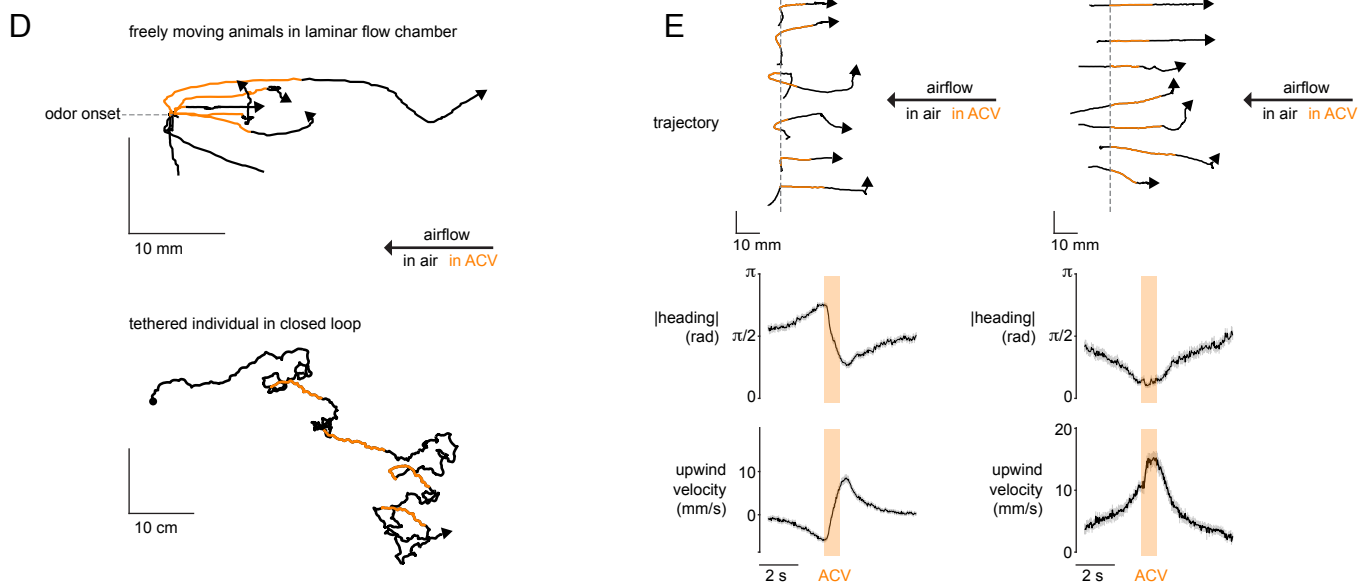 D
freely moving animals in laminar flow chamber
odor onset
10 mm
airflow
in air in ACV
tethered individual in closed loop
10 cm
E
trajectory
airflow
in air in ACV
airflow
in air in ACV
10 mm
10 mm
|heading|
(rad)
π
π/2
0
|heading|
(rad)
π
π/2
0
upwind
velocity
(mm/s)
10
0
upwind
velocity
(mm/s)
20
10
0
2 s
ACV
2 s
ACV